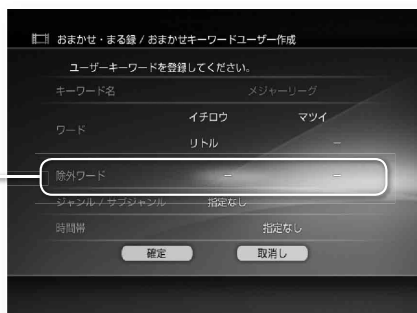 おまかせ・まる録 / おまかせキーワードユーザー作成
ユーザーキーワードを登録してください。
キーワード名 メジャーリーグ
ワード イチロウ マツイ
リトル －
除外ワード － －
ジャンル / サブジャンル 指定なし
時間帯 指定なし
確定 取消し